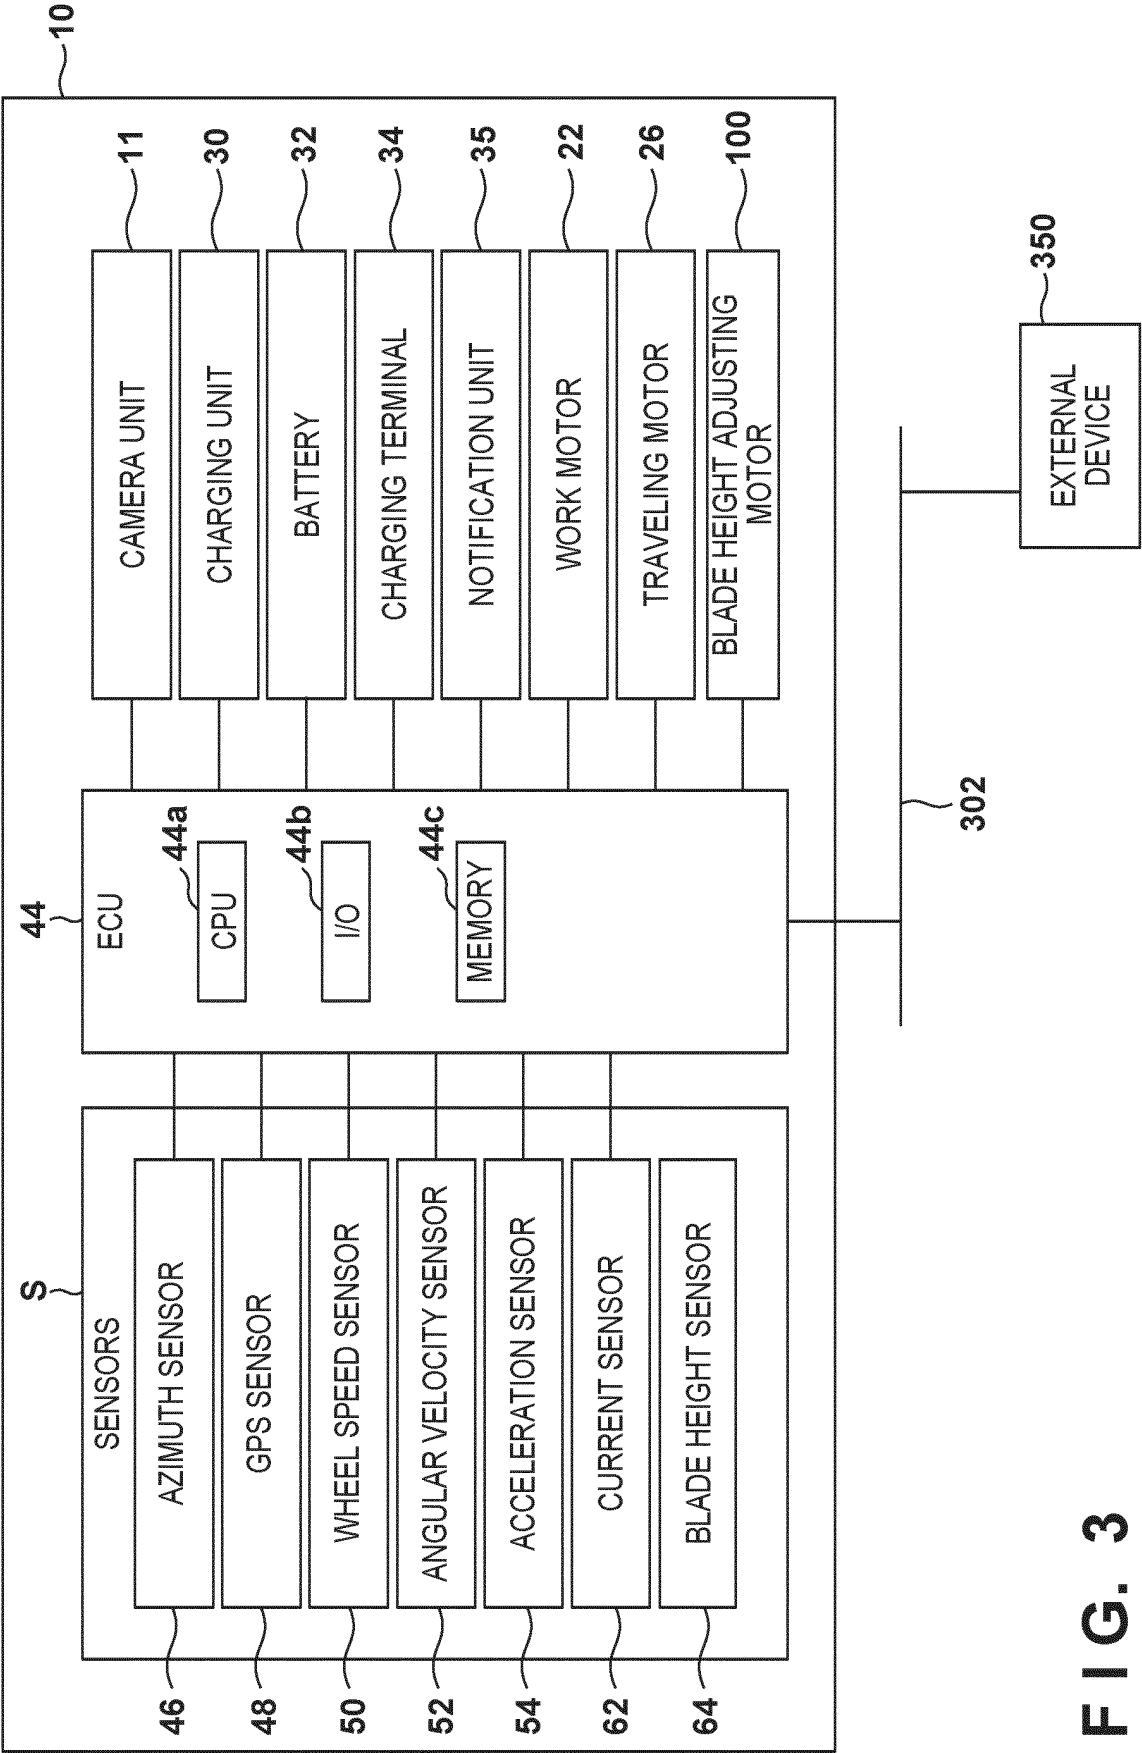 10
44
ECU
CPU
44a
I/O
44b
MEMORY
44c
S
SENSORS
46
AZIMUTH SENSOR
48
GPS SENSOR
50
WHEEL SPEED SENSOR
52
ANGULAR VELOCITY SENSOR
54
ACCELERATION SENSOR
62
CURRENT SENSOR
64
BLADE HEIGHT SENSOR
CAMERA UNIT
11
CHARGING UNIT
30
BATTERY
32
CHARGING TERMINAL
34
NOTIFICATION UNIT
35
WORK MOTOR
22
TRAVELING MOTOR
26
BLADE HEIGHT ADJUSTING
MOTOR
100
302
EXTERNAL
DEVICE
350
FIG. 3